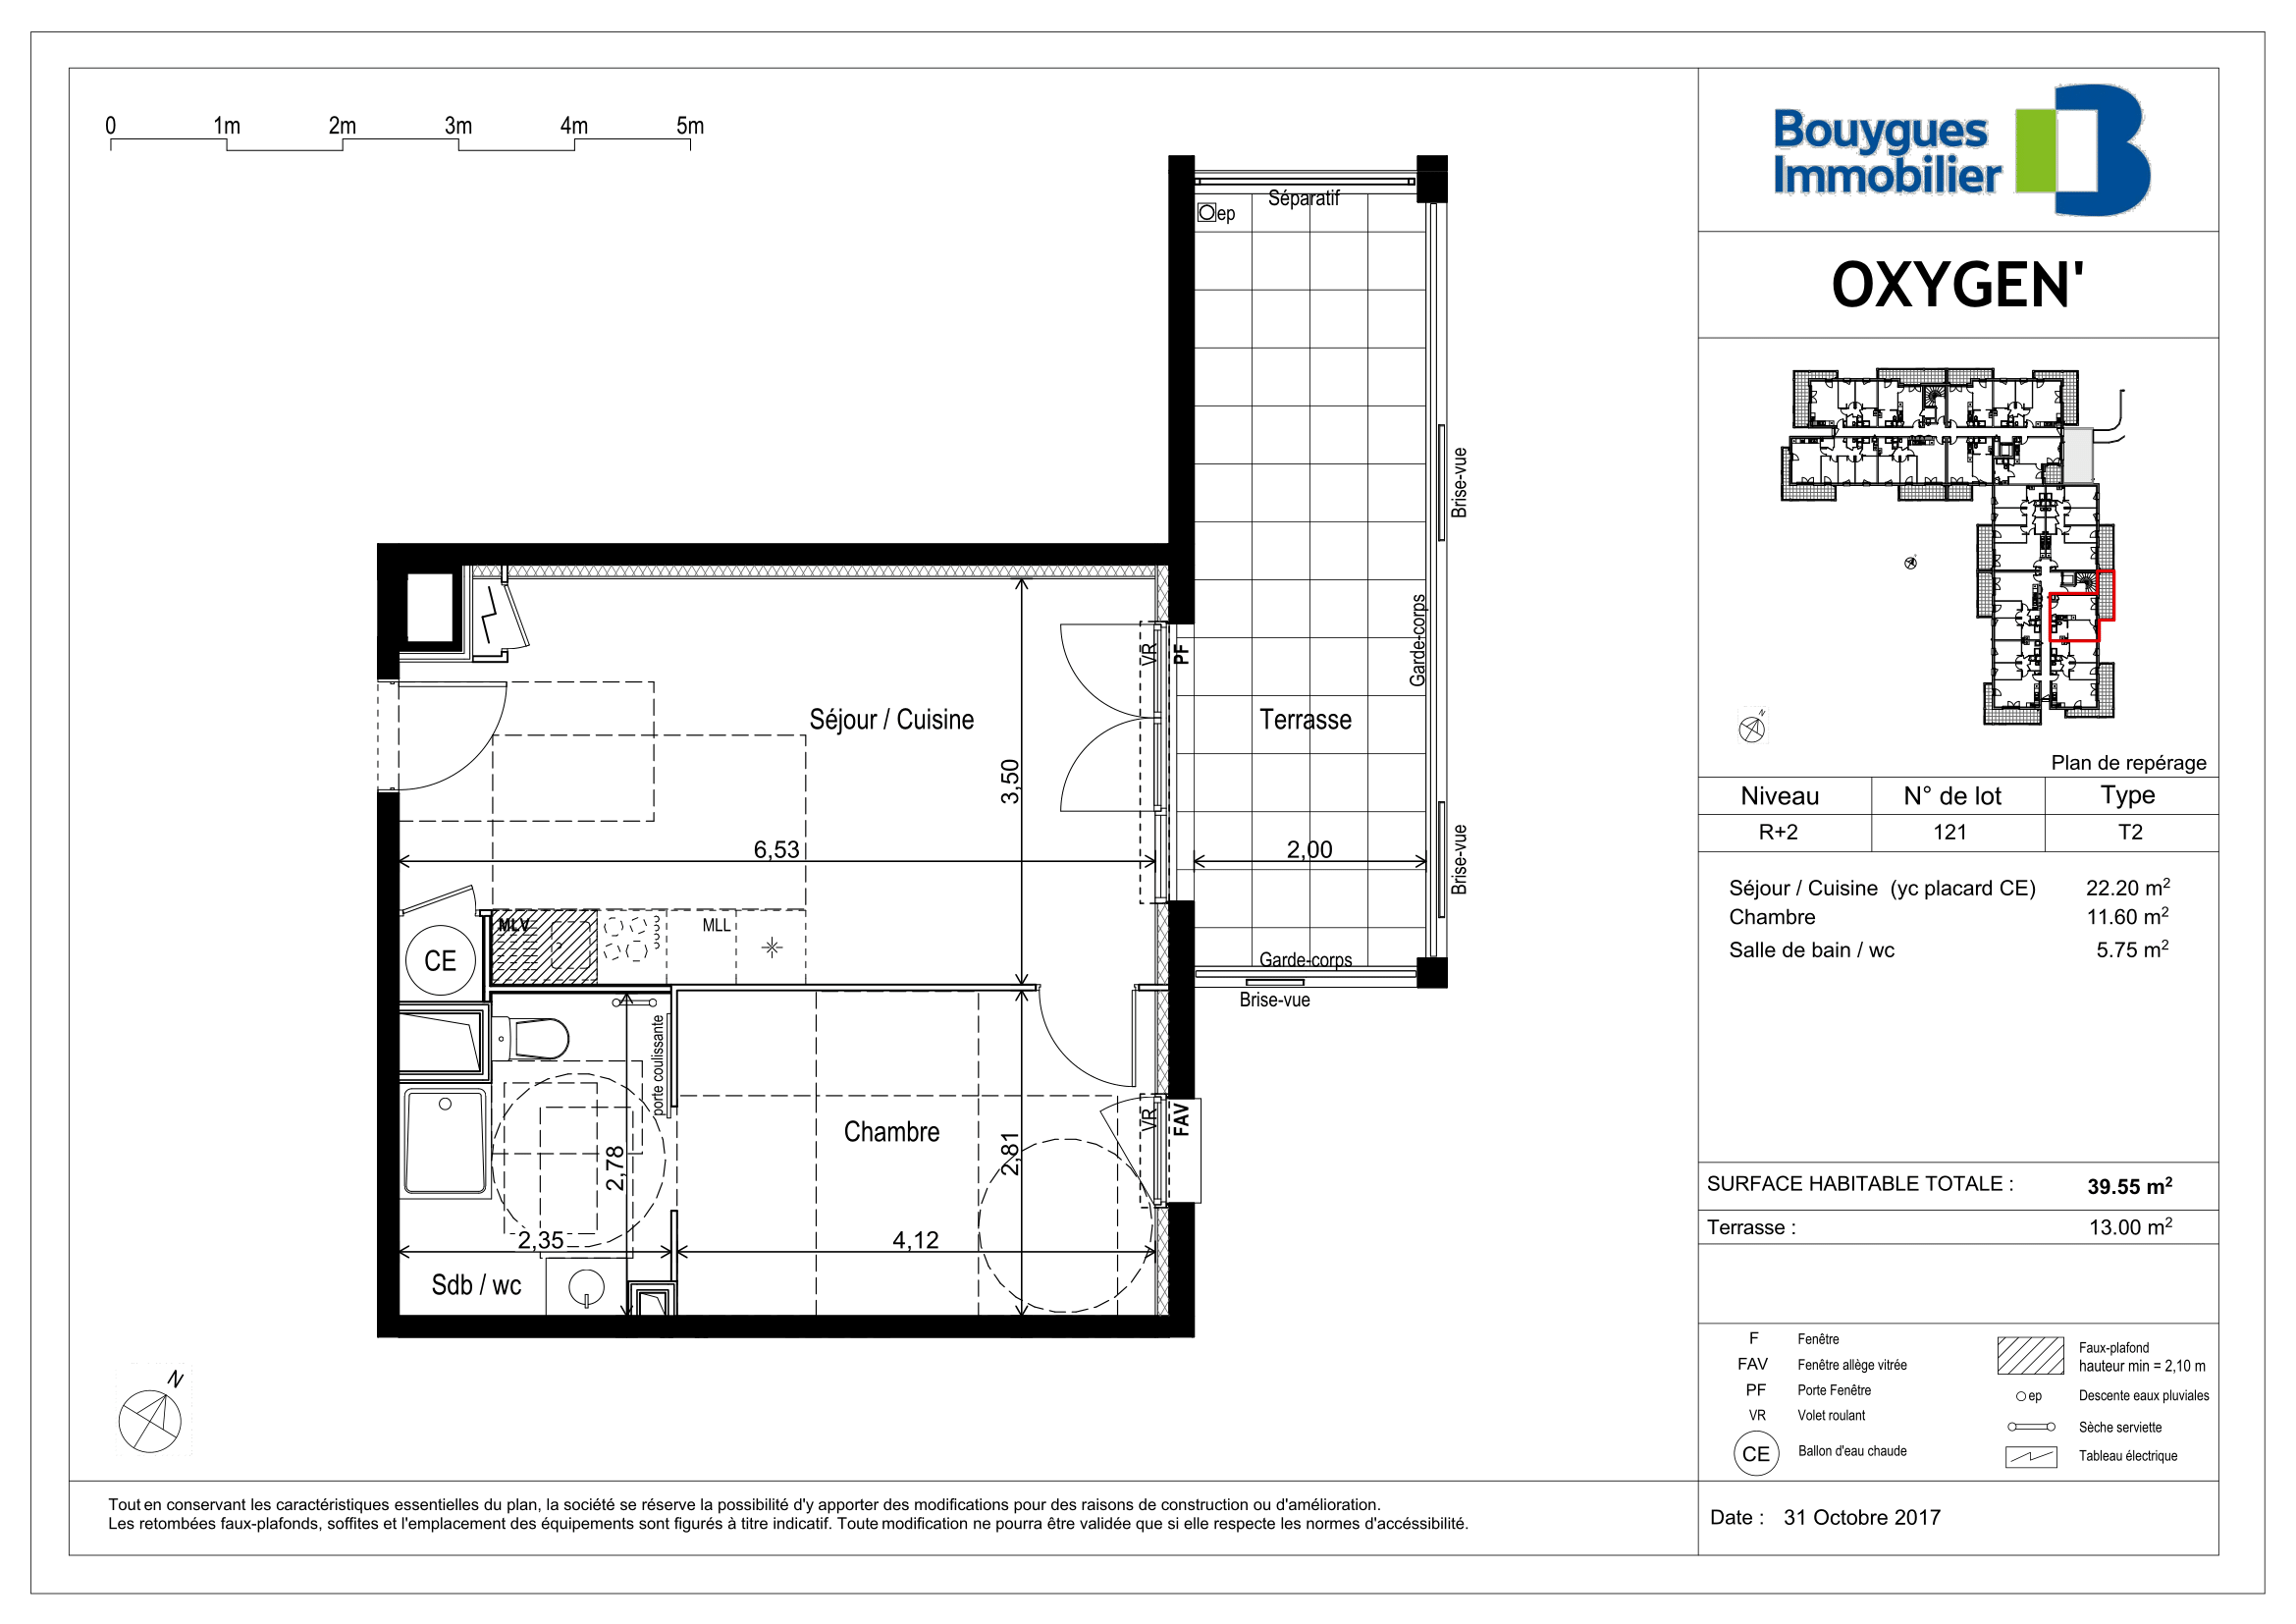 0 1m 2m 3m 4m 5m
Séparatif
ep
Brise-vue
Garde-corps
VR
PF
Séjour / Cuisine
Terrasse
3,50
6,53
2,00
Brise-vue
MLV
MLL
CE
Garde-corps
Brise-vue
porte coulissante
VR
FAV
Chambre
2,78
2,81
2,35
4,12
Sdb / wc
N
Bouygues
Immobilier
OXYGEN'
N
Plan de repérage
Niveau N° de lot Type
R+2 121 T2
Séjour / Cuisine (yc placard CE) 22.20 m²
Chambre 11.60 m²
Salle de bain / wc 5.75 m²
SURFACE HABITABLE TOTALE : 39.55 m²
Terrasse : 13.00 m²
F Fenêtre
FAV Fenêtre allège vitrée
PF Porte Fenêtre
VR Volet roulant
CE Ballon d'eau chaude
Faux-plafond
hauteur min = 2,10 m
ep Descente eaux pluviales
Sèche serviette
Tableau électrique
Tout en conservant les caractéristiques essentielles du plan, la société se réserve la possibilité d'y apporter des modifications pour des raisons de construction ou d'amélioration.
Les retombées faux-plafonds, soffites et l'emplacement des équipements sont figurés à titre indicatif. Toute modification ne pourra être validée que si elle respecte les normes d'accéssibilité.
Date : 31 Octobre 2017